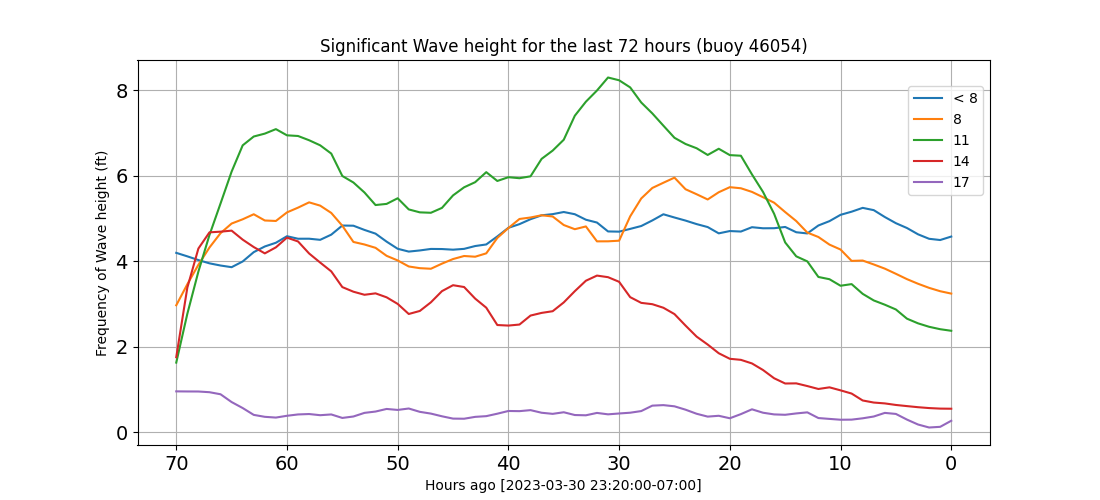 Significant Wave height for the last 72 hours (buoy 46054)
Frequency of Wave height (ft)
8
6
4
2
0
< 8
8
11
14
17
70 60 50 40 30 20 10 0
Hours ago [2023-03-30 23:20:00-07:00]